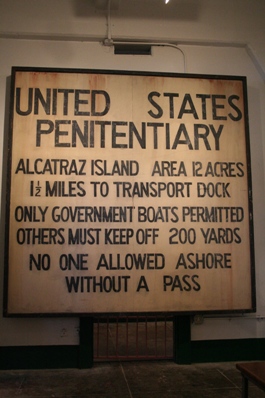 UNITED STATES
PENITENTIARY
ALCATRAZ ISLAND AREA 12 ACRES
1½ MILES TO TRANSPORT DOCK
ONLY GOVERNMENT BOATS PERMITTED
OTHERS MUST KEEP OFF 200 YARDS
NO ONE ALLOWED ASHORE
WITHOUT A PASS